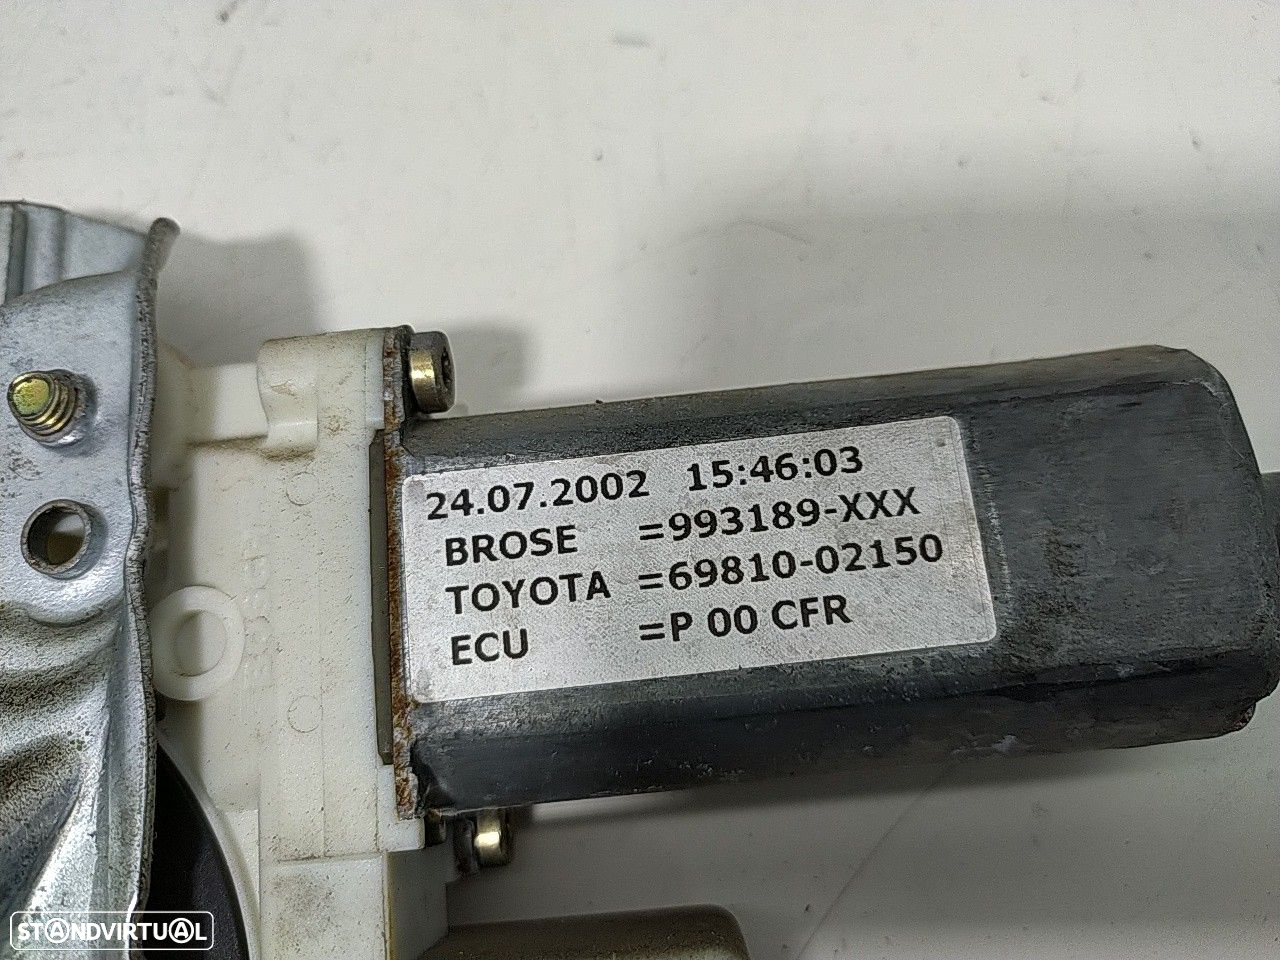 24.07.2002 15:46:03
BROSE =993189-XXX
TOYOTA =69810-02150
ECU =P 00 CFR
STANDVIRTUAL